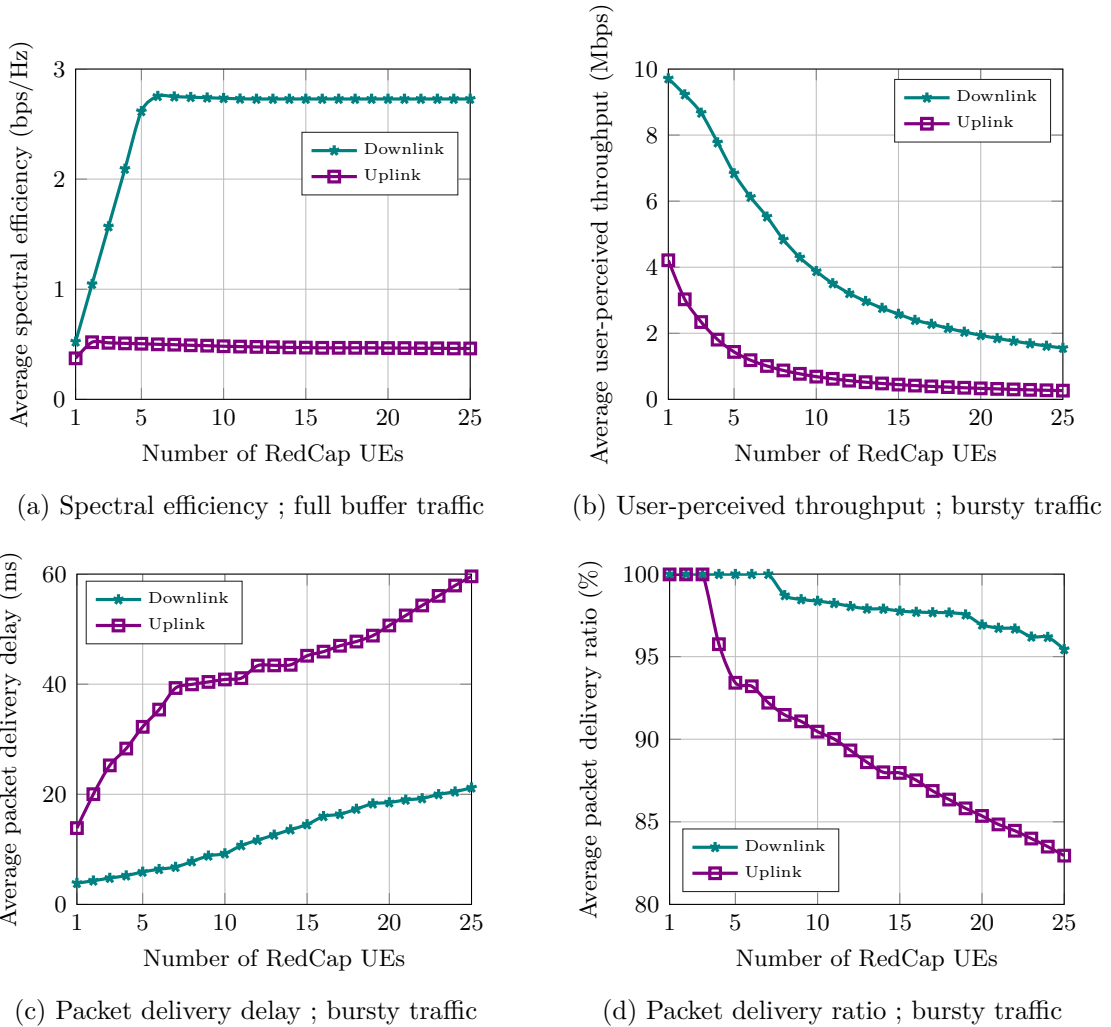 Average spectral efficiency (bps/Hz)
3
2
1
0
1 5 10 15 20 25
Number of RedCap UEs
Downlink
Uplink
(a) Spectral efficiency ; full buffer traffic
Average user-perceived throughput (Mbps)
10
8
6
4
2
0
1 5 10 15 20 25
Number of RedCap UEs
Downlink
Uplink
(b) User-perceived throughput ; bursty traffic
Average packet delivery delay (ms)
60
40
20
0
1 5 10 15 20 25
Number of RedCap UEs
Downlink
Uplink
(c) Packet delivery delay ; bursty traffic
Average packet delivery ratio (%)
100
95
90
85
80
1 5 10 15 20 25
Number of RedCap UEs
Downlink
Uplink
(d) Packet delivery ratio ; bursty traffic